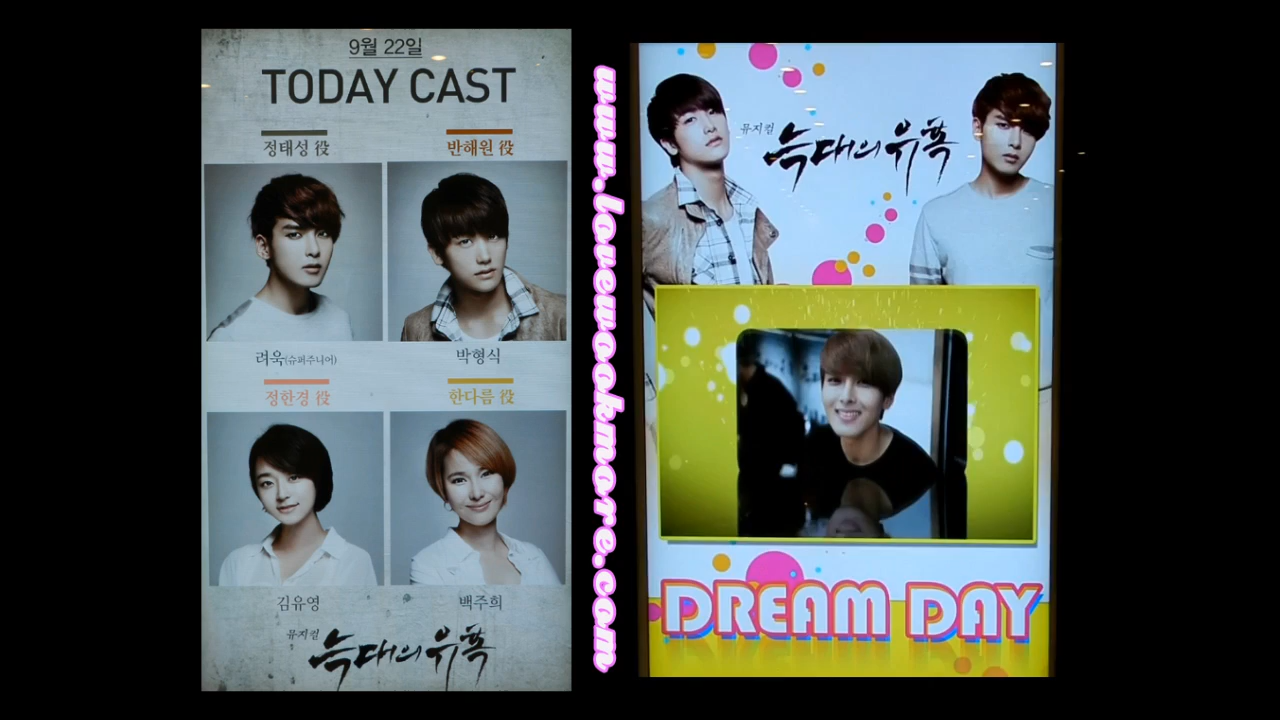 9월 22일
TODAY CAST
정태성 役
반해원 役
려욱(슈퍼주니어)
박형식
정한경 役
한다름 役
김유영
백주희
뮤지컬
늑대의 유혹
www.lovewookmore.com
뮤지컬
늑대의 유혹
DREAM DAY